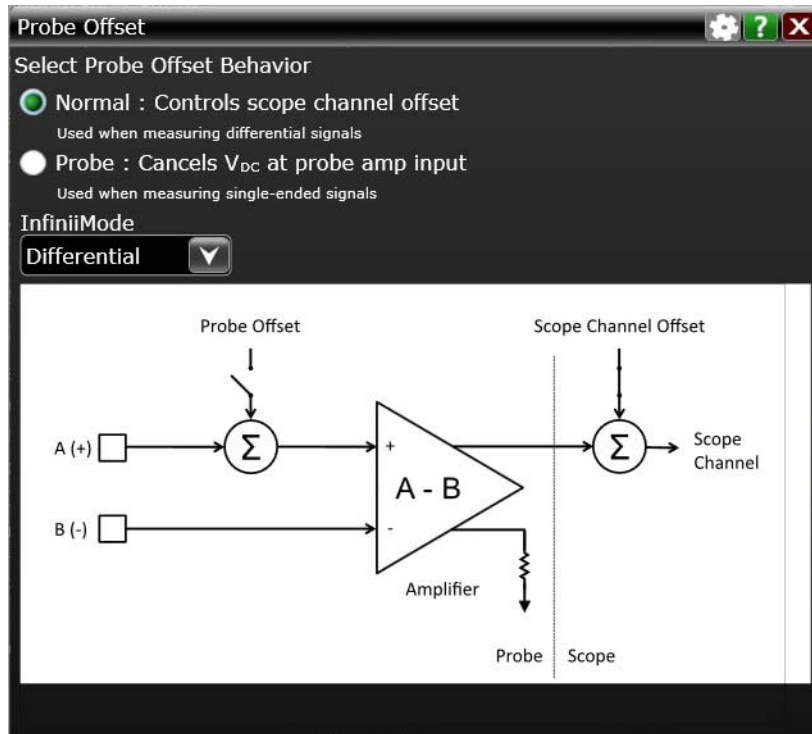 Probe Offset
?
X
Select Probe Offset Behavior
Normal : Controls scope channel offset
Used when measuring differential signals
Probe : Cancels VDC at probe amp input
Used when measuring single-ended signals
InfiniiMode
Differential
Probe Offset
Scope Channel Offset
A (+)
Σ
+
Σ
Scope
Channel
A - B
B (-)
-
Amplifier
Probe
Scope